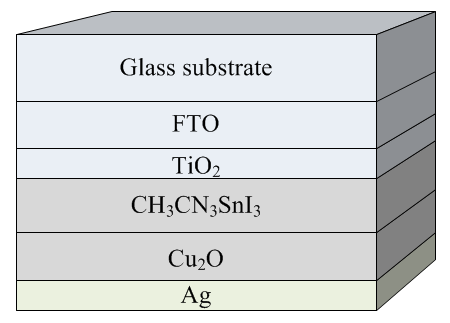 Glass substrate
FTO
TiO₂
CH₃CN₃SnI₃
Cu₂O
Ag